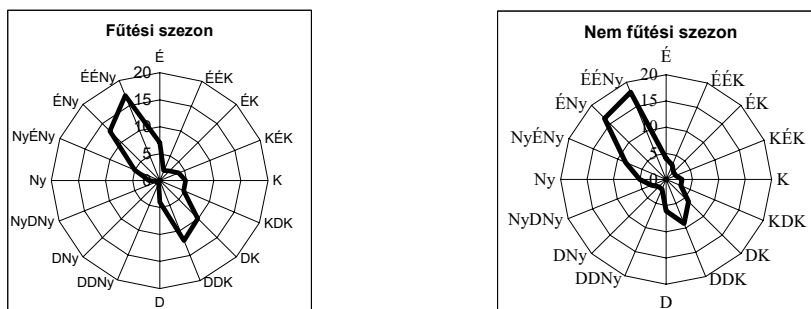 Fűtési szezon
É
ÉÉK
ÉK
KÉK
K
KDK
DK
DDK
D
DDNy
DNy
NyDNy
Ny
NyÉNy
ÉNy
ÉÉNy
20
15
10
5
0
Nem fűtési szezon
É
ÉÉK
ÉK
KÉK
K
KDK
DK
DDK
D
DDNy
DNy
NyDNy
Ny
NyÉNy
ÉNy
ÉÉNy
20
15
10
5
0